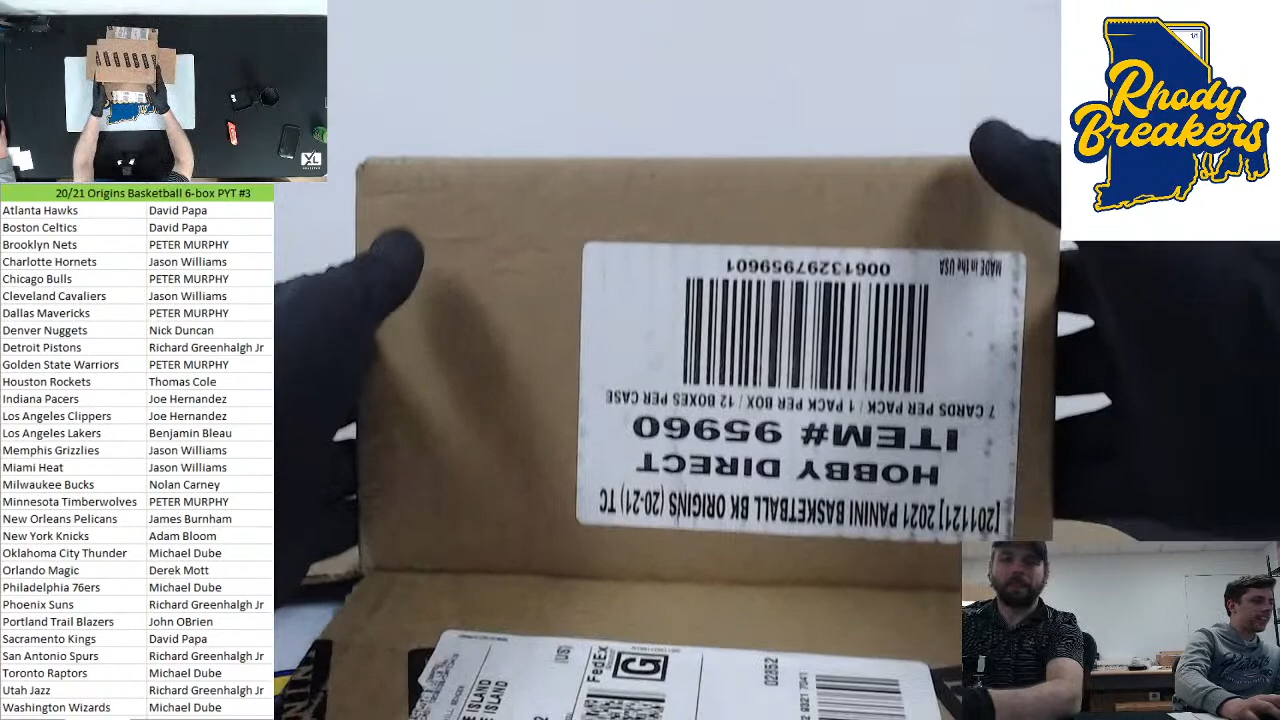 20/21 Origins Basketball 6-box PYT #3
Atlanta Hawks David Papa
Boston Celtics David Papa
Brooklyn Nets PETER MURPHY
Charlotte Hornets Jason Williams
Chicago Bulls PETER MURPHY
Cleveland Cavaliers Jason Williams
Dallas Mavericks PETER MURPHY
Denver Nuggets Nick Duncan
Detroit Pistons Richard Greenhalgh Jr
Golden State Warriors PETER MURPHY
Houston Rockets Thomas Cole
Indiana Pacers Joe Hernandez
Los Angeles Clippers Joe Hernandez
Los Angeles Lakers Benjamin Bleau
Memphis Grizzlies Jason Williams
Miami Heat Jason Williams
Milwaukee Bucks Nolan Carney
Minnesota Timberwolves PETER MURPHY
New Orleans Pelicans James Burnham
New York Knicks Adam Bloom
Oklahoma City Thunder Michael Dube
Orlando Magic Derek Mott
Philadelphia 76ers Michael Dube
Phoenix Suns Richard Greenhalgh Jr
Portland Trail Blazers John OBrien
Sacramento Kings David Papa
San Antonio Spurs Richard Greenhalgh Jr
Toronto Raptors Michael Dube
Utah Jazz Richard Greenhalgh Jr
Washington Wizards Michael Dube
XL
[201121] 2021 PANINI BASKETBALL BK ORIGINS (20-21) TC
HOBBY DIRECT
ITEM# 95960
7 CARDS PER PACK / 1 PACK PER BOX / 12 BOXES PER CASE
00613297959601
MADE in the USA
(US)
FedEx
G
ISLAND
02852
1/1
Rhody
Breakers